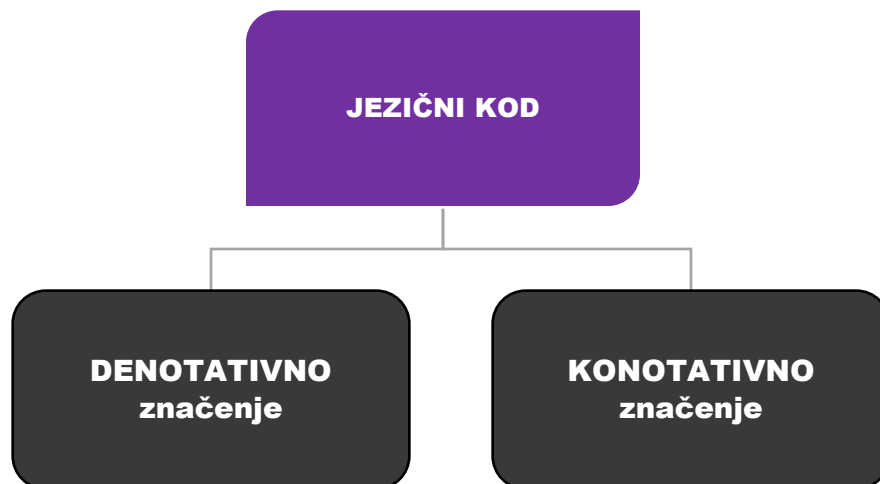 JEZIČNI KOD
DENOTATIVNO
značenje
KONOTATIVNO
značenje